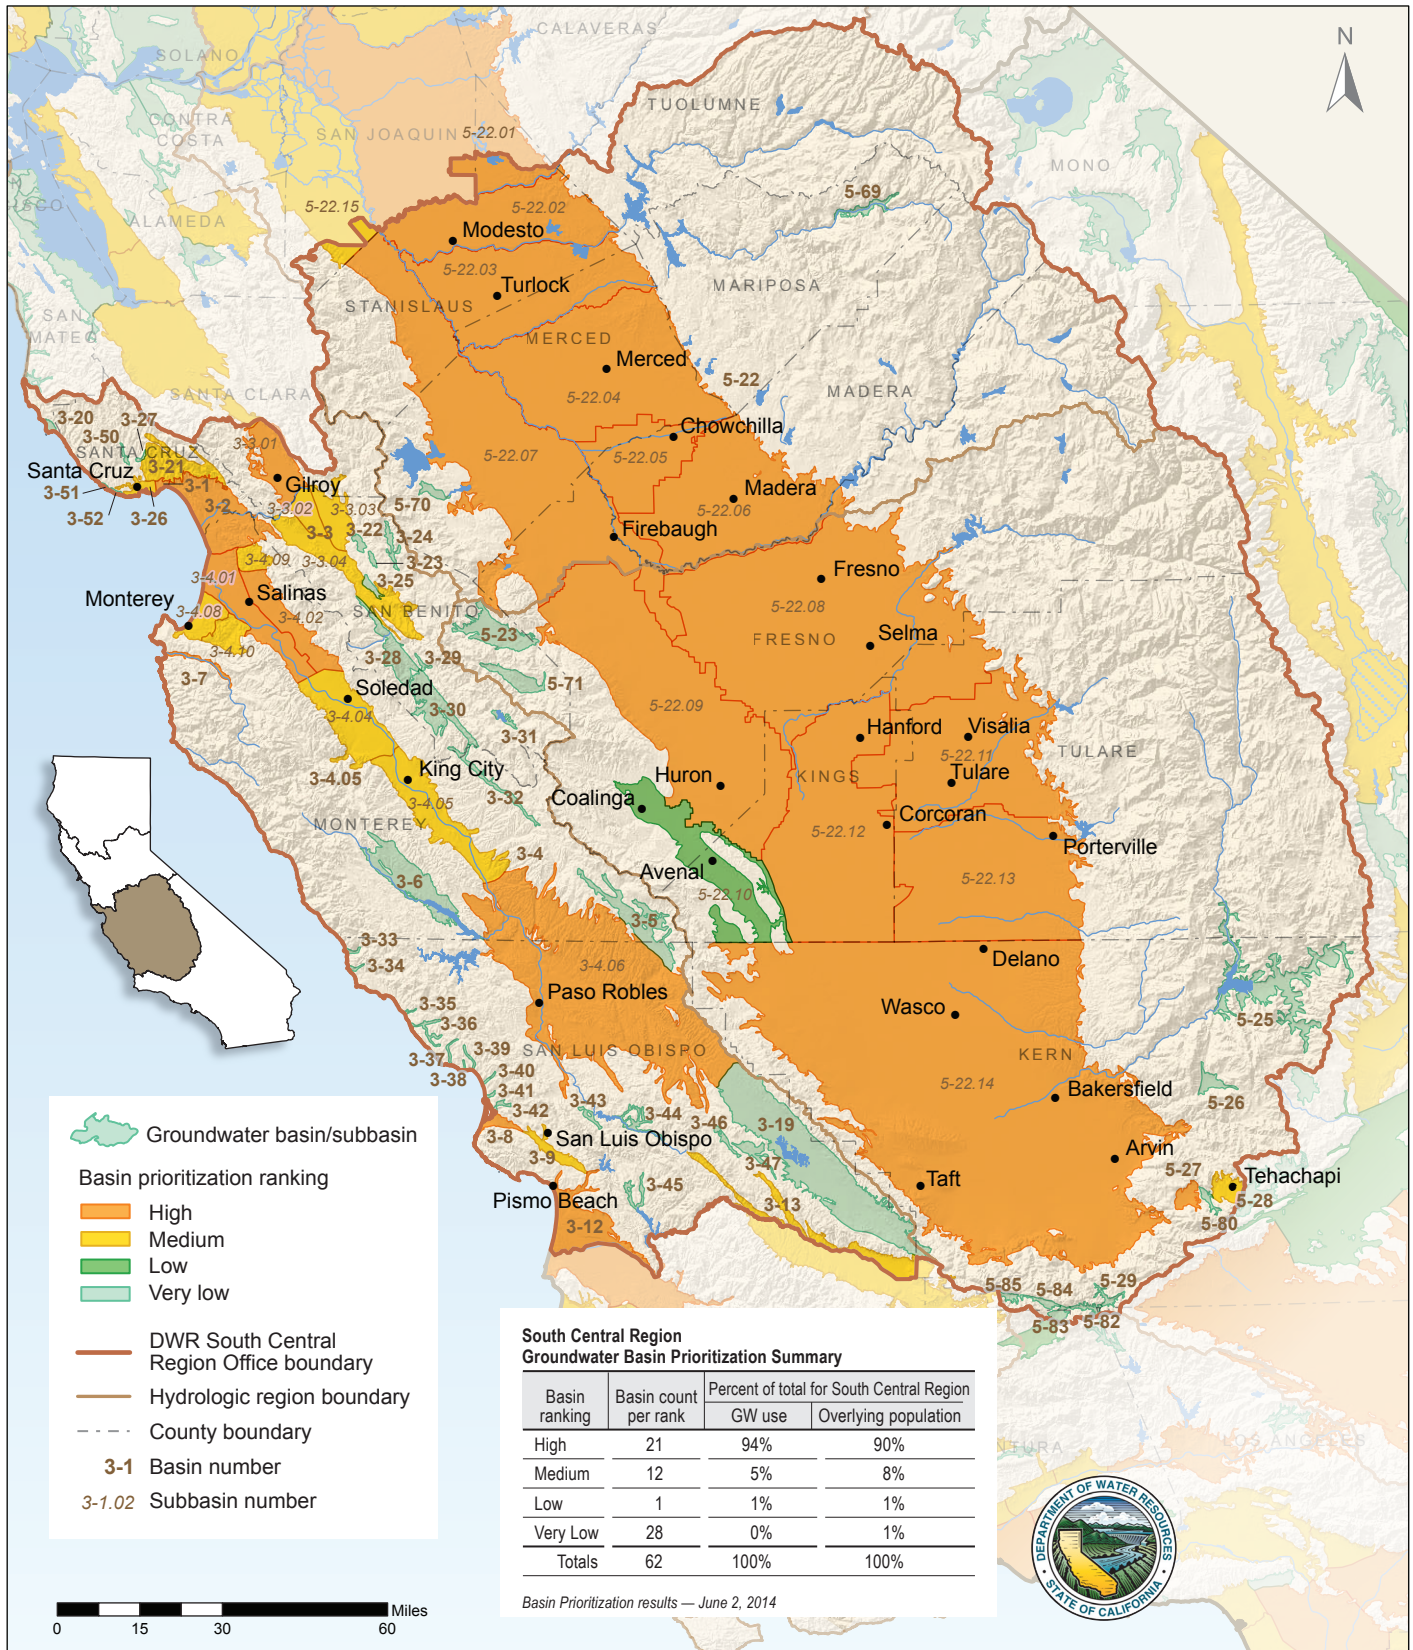 CALAVERAS
N
SOLANO
TUOLUMNE
CONTRA
COSTA
SAN JOAQUIN
5-22.01
MONO
5-69
5-22.15
5-22.02
ALAMEDA
Modesto
5-22.03
Turlock
MARIPOSA
STANISLAUS
SAN
MATEO
MERCED
Merced
5-22
MADERA
5-22.04
SANTA CLARA
3-20
3-27
3-50
3-3.01
Chowchilla
SANTA CRUZ
5-22.07
5-22.05
Santa Cruz
3-21
3-51
3-1
Gilroy
Madera
3-52
3-26
3-2
3-3.02
3-3.03
5-70
5-22.06
3-3
3-22
3-24
Firebaugh
3-23
3-4.09
3-3.04
3-4.01
3-25
Fresno
Monterey
Salinas
3-4.08
3-4.02
SAN BENITO
5-22.08
FRESNO
Selma
3-4.10
5-23
3-28
3-29
3-7
5-71
Soledad
3-4.04
3-30
5-22.09
3-31
Hanford
Visalia
5-22.11
TULARE
3-4.05
King City
Huron
KINGS
Tulare
3-4.05
3-32
Coalinga
MONTEREY
Corcoran
5-22.12
3-4
Porterville
Avenal
3-6
5-22.10
5-22.13
3-5
3-33
3-34
3-4.06
Delano
Paso Robles
Wasco
3-35
3-36
5-25
3-39
SAN LUIS OBISPO
KERN
3-37
3-38
3-40
5-22.14
3-41
Bakersfield
3-42
3-43
3-44
3-46
3-19
5-26
3-8
San Luis Obispo
3-9
3-47
Arvin
5-27
Tehachapi
Pismo Beach
3-45
3-13
Taft
5-28
3-12
5-80
5-85
5-84
5-29
5-83
5-82
LOS ANGELES
Groundwater basin/subbasin
Basin prioritization ranking
High
Medium
Low
Very low
DWR South Central
Region Office boundary
Hydrologic region boundary
County boundary
3-1 Basin number
3-1.02 Subbasin number
South Central Region
Groundwater Basin Prioritization Summary
Basin ranking Basin count per rank Percent of total for South Central Region
GW use Overlying population
High 21 94% 90%
Medium 12 5% 8%
Low 1 1% 1%
Very Low 28 0% 1%
Totals 62 100% 100%
Basin Prioritization results — June 2, 2014
DEPARTMENT OF WATER RESOURCES
STATE OF CALIFORNIA
Miles
0 15 30 60